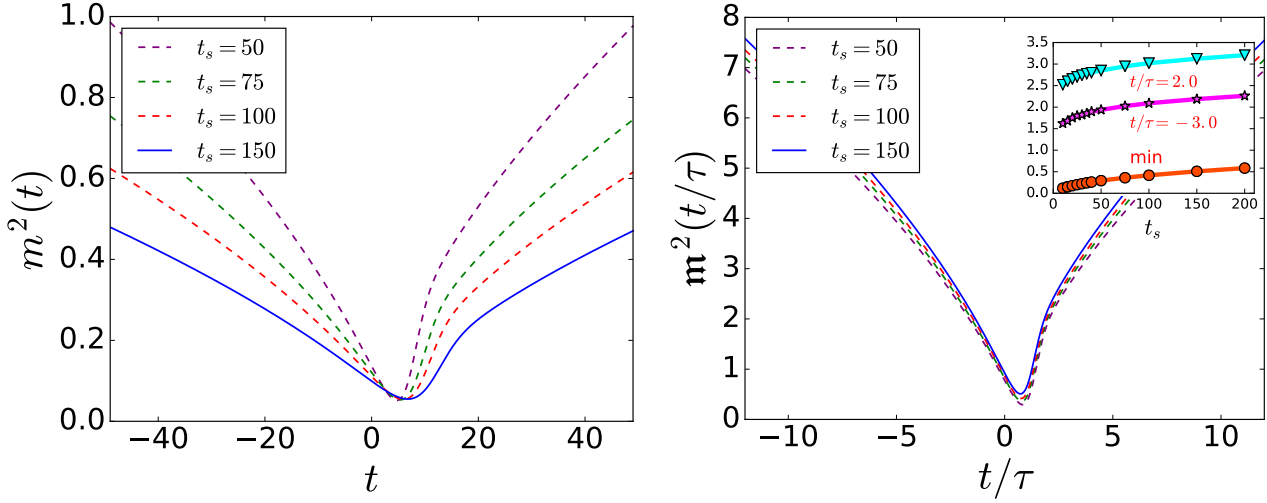 1.0
0.8
0.6
0.4
0.2
0.0
m²(t)
−40
−20
0
20
40
t
t_s = 50
t_s = 75
t_s = 100
t_s = 150
8
7
6
5
4
3
2
1
0
𝔪²(t/τ)
−10
−5
0
5
10
t/τ
t_s = 50
t_s = 75
t_s = 100
t_s = 150
3.5
3.0
2.5
2.0
1.5
1.0
0.5
0.0
t/τ = 2.0
t/τ = −3.0
min
0
50
100
150
200
t_s